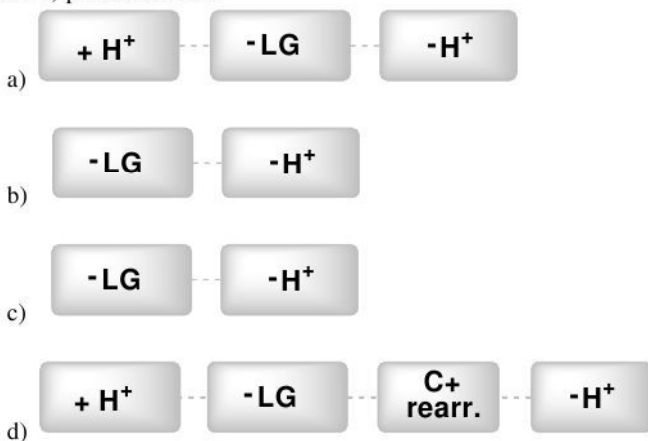 + H⁺ -LG -H⁺
a)
-LG -H⁺
b)
-LG -H⁺
c)
+ H⁺ -LG C+ rearr. -H⁺
d)